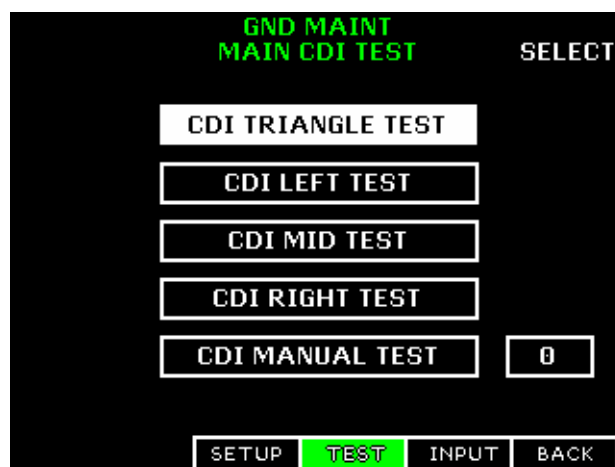 GND MAINT
MAIN CDI TEST SELECT
CDI TRIANGLE TEST
CDI LEFT TEST
CDI MID TEST
CDI RIGHT TEST
CDI MANUAL TEST 0
SETUP TEST INPUT BACK